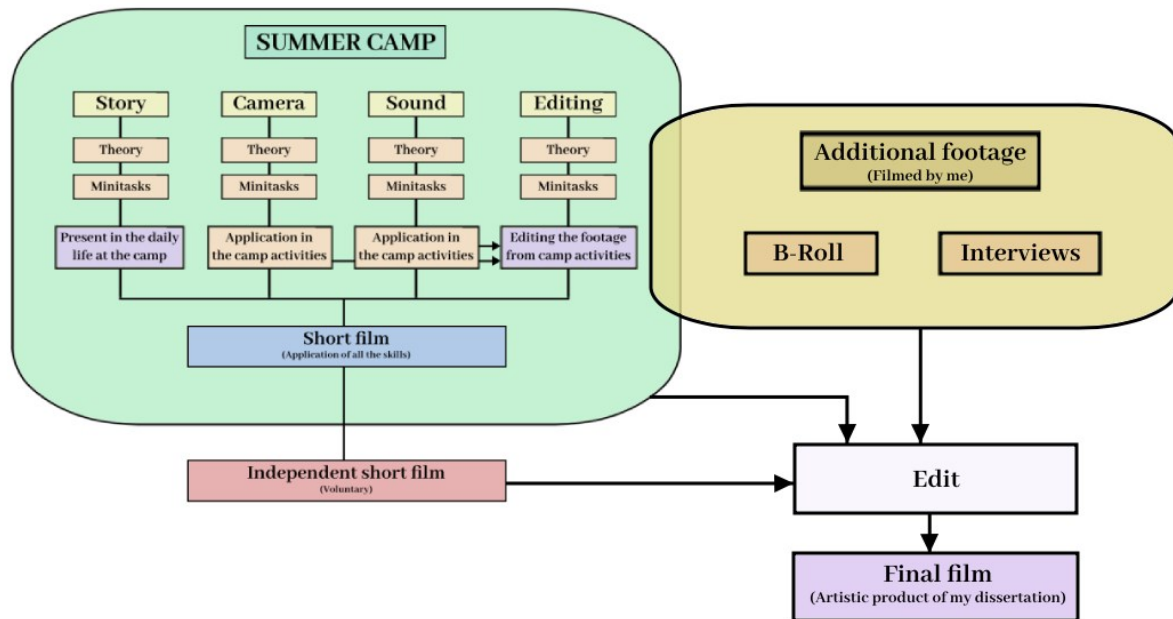 SUMMER CAMP
Story
Camera
Sound
Editing
Theory
Theory
Theory
Theory
Minitasks
Minitasks
Minitasks
Minitasks
Present in the daily
life at the camp
Application in
the camp activities
Application in
the camp activities
Editing the footage
from camp activities
Short film
(Application of all the skills)
Independent short film
(Voluntary)
Additional footage
(Filmed by me)
B-Roll
Interviews
Edit
Final film
(Artistic product of my dissertation)